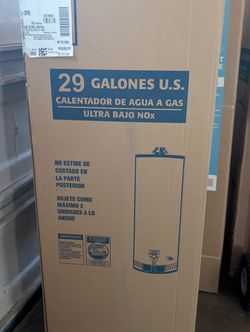 29 GALONES U.S.
CALENTADOR DE AGUA A GAS
ULTRA BAJO NOx
NO ESTIBE DE
COSTADO EN
LA PARTE
POSTERIOR
SUJETE COMO
MÁXIMO 2
UNIDADES A LO
ANCHO